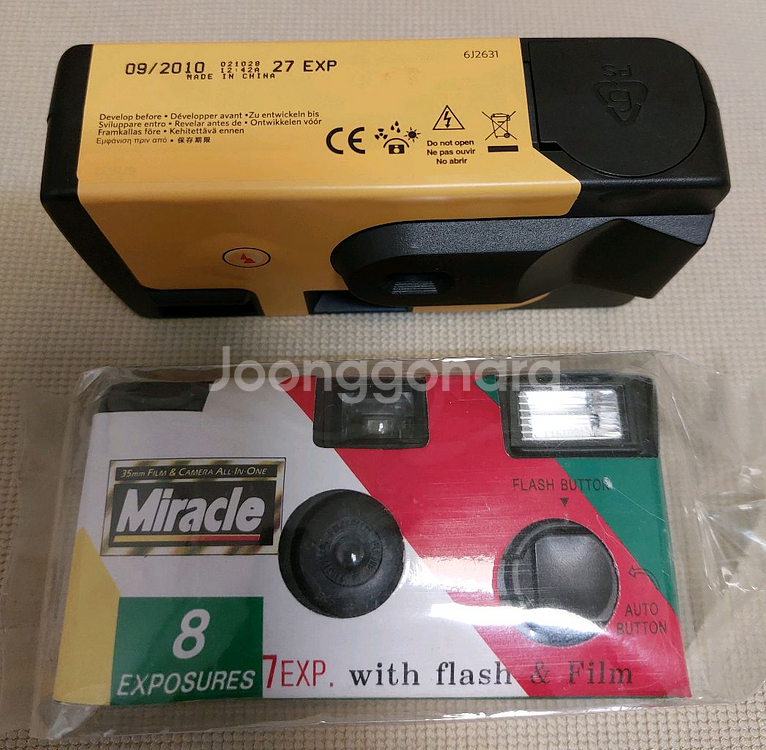 09/2010 021028 27 EXP
12:42A
MADE IN CHINA
6J2631
Develop before • Développer avant • Zu entwickeln bis
Sviluppare entro • Revelar antes de • Ontwikkelen vóór
Framkallas före • Kehitettävä ennen
Εμφάνιση πριν από • 保存期限
CE
Do not open
Ne pas ouvrir
No abrir
6
PS
Joonggonara
35mm FILM & CAMERA ALL-IN-ONE
Miracle
FLASH BUTTON
AUTO
BUTTON
8
EXPOSURES
7EXP. with flash & Film